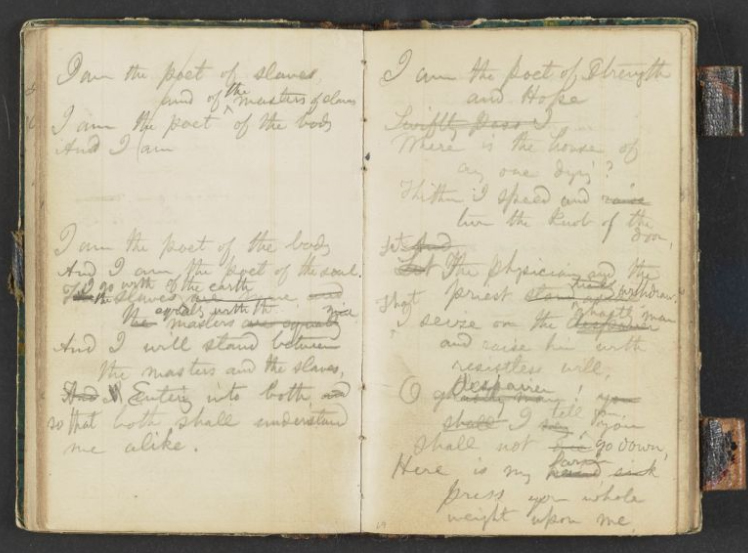 I am the poet of slaves,
and of the masters of slaves
I am the poet of the body
And I am
I am the poet of the body
And I am the poet of the soul.
I go with the slaves of the earth are mine, and
The equals with the masters are equally mine
And I will stand between
the masters and the slaves,
And I Entering into both, and
so that both shall understand
me alike.
I am the poet of Strength
and Hope
Swiftly pass I
Where is the house of
any one dying?
Thither I speed and raise
turn the knob of the
door,
Let And
Let The physician and the
priest stand withdraw,
That I seize on the ghastly man
and raise him with
resistless will;
O despairer! you
shall I tell you, you
shall not go down,
Here is my hand
press your whole
weight upon me,